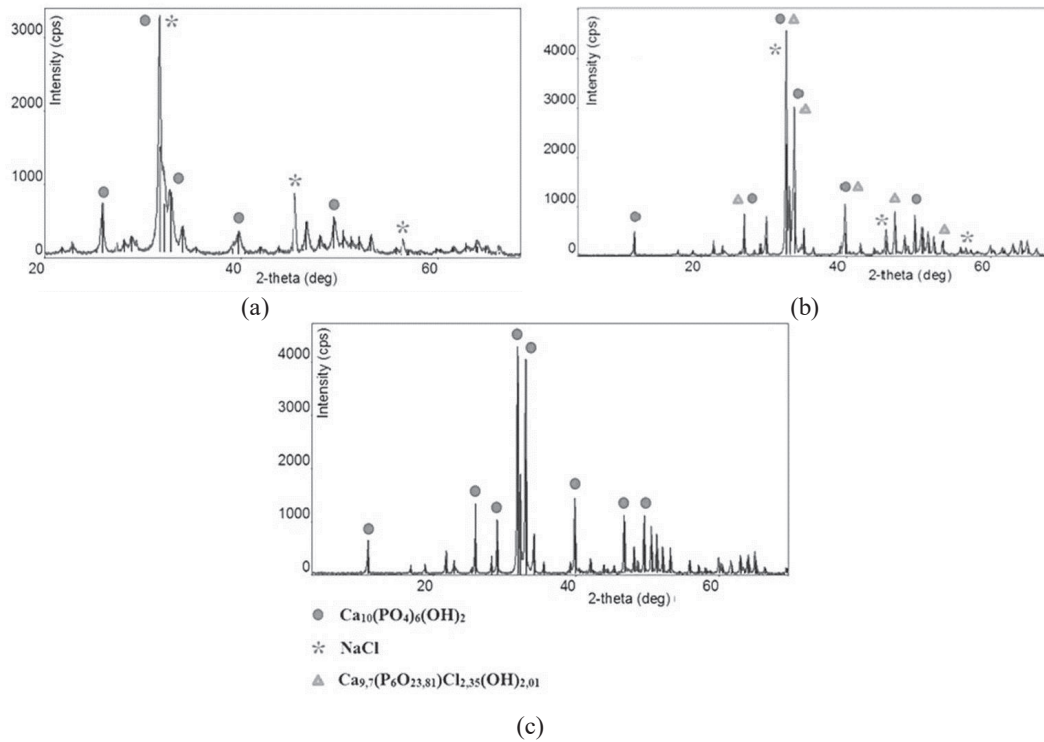 3000
2000
1000
0
Intensity (cps)
20
40
60
2-theta (deg)
(a)
4000
3000
2000
1000
0
Intensity (cps)
20
40
60
2-theta (deg)
(b)
4000
3000
2000
1000
0
Intensity (cps)
20
40
60
2-theta (deg)
Ca₁₀(PO₄)₆(OH)₂
NaCl
Ca₉,₇(P₆O₂₃,₈₁)Cl₂,₃₅(OH)₂,₀₁
(c)